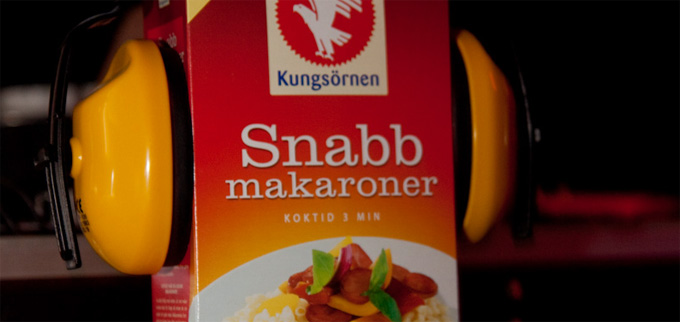 Kungsörnen
Snabb
makaroner
KOKTID 3 MIN